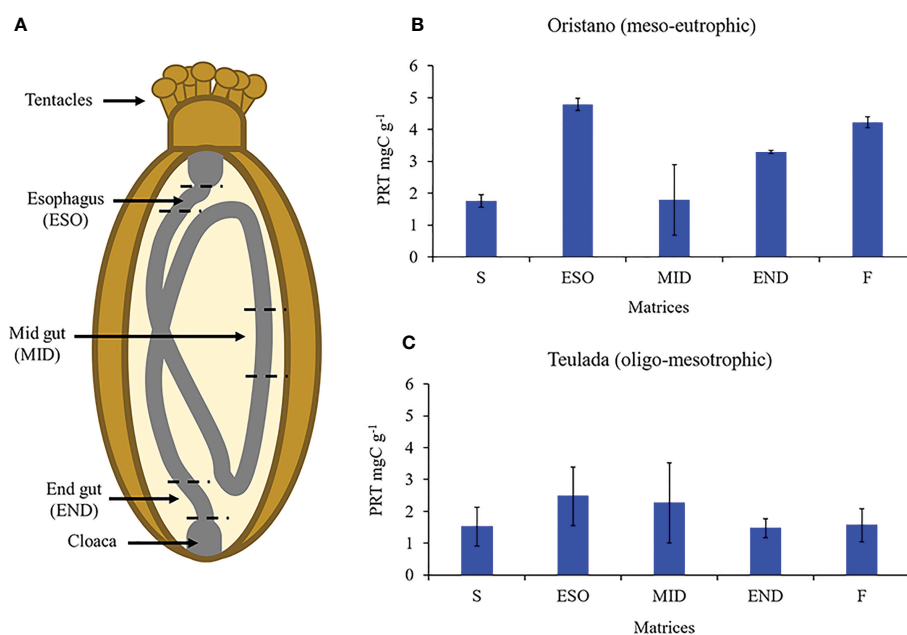 A
Tentacles
Esophagus
(ESO)
Mid gut
(MID)
End gut
(END)
Cloaca
B
Oristano (meso-eutrophic)
PRT mgC g-1
6
5
4
3
2
1
0
S ESO MID END F
Matrices
C
Teulada (oligo-mesotrophic)
PRT mgC g-1
6
5
4
3
2
1
0
S ESO MID END F
Matrices